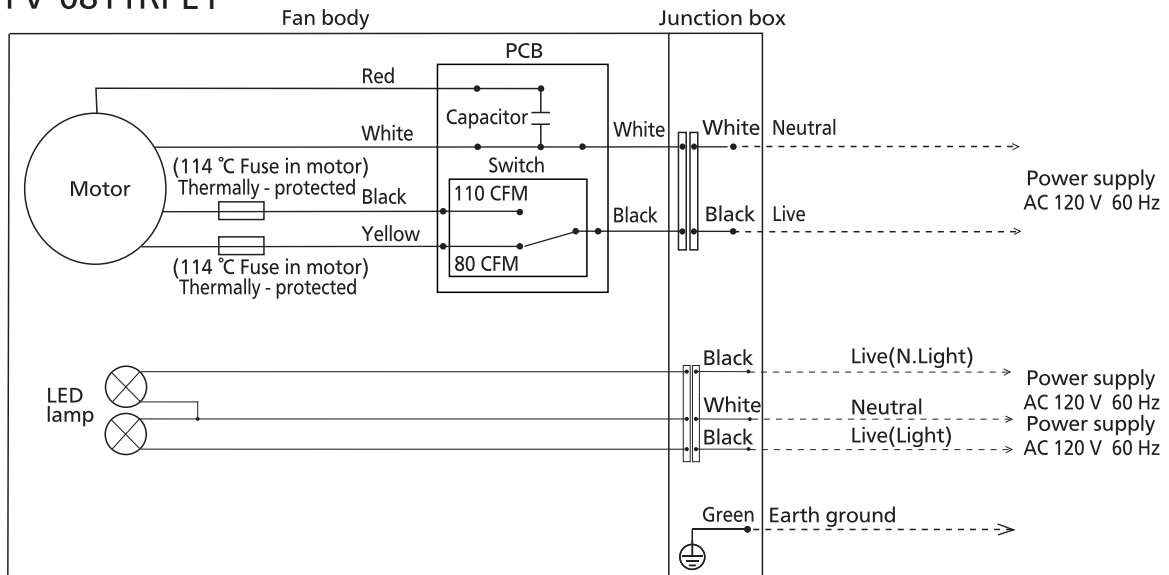 Fan body
Junction box
PCB
Red
Capacitor
White
White
White
Neutral
(114 °C Fuse in motor)
Thermally - protected
Switch
Motor
110 CFM
Black
Black
Black
Live
Power supply
AC 120 V 60 Hz
Yellow
80 CFM
(114 °C Fuse in motor)
Thermally - protected
LED
lamp
Black
Live(N.Light)
White
Neutral
Black
Live(Light)
Power supply
AC 120 V 60 Hz
Power supply
AC 120 V 60 Hz
Green
Earth ground